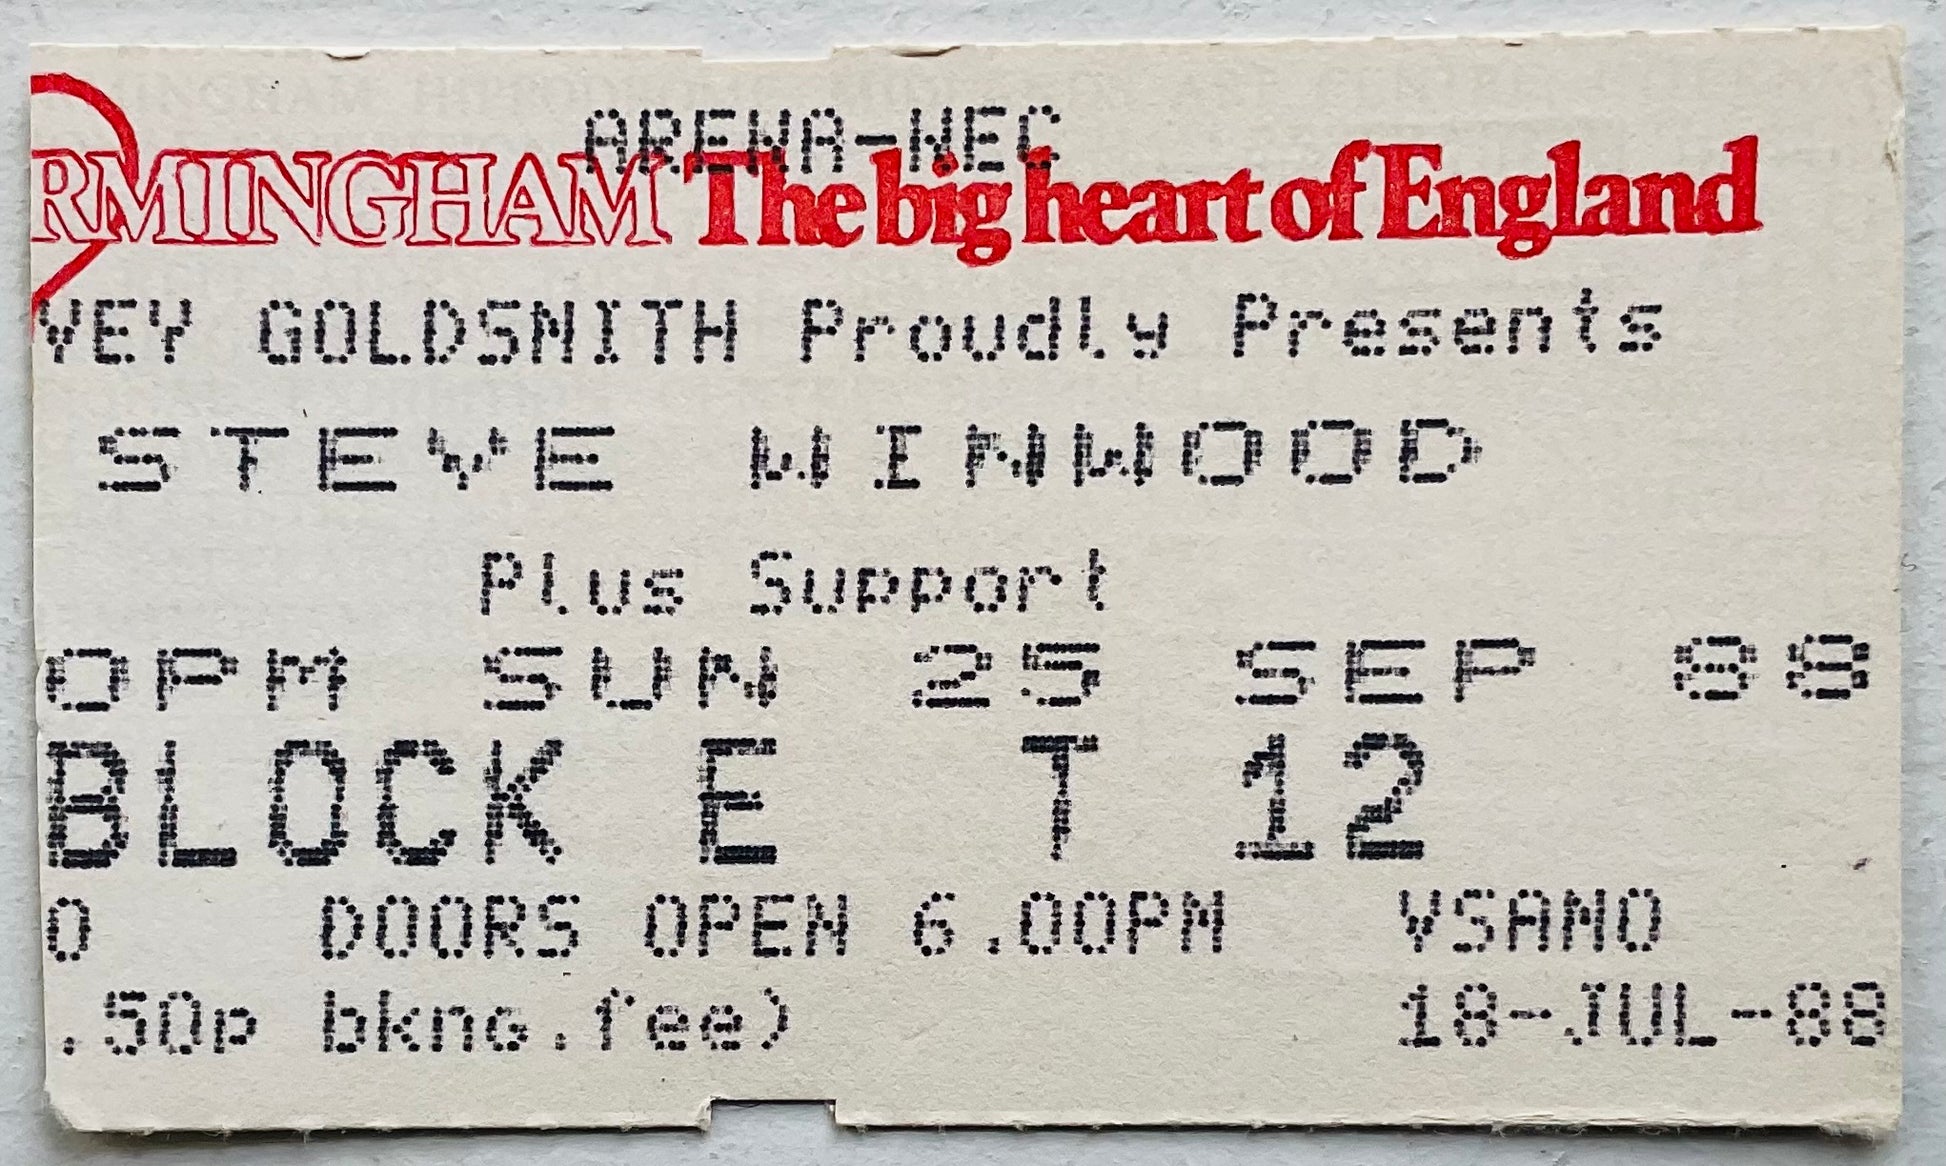 ARENA-NEC
RMINGHAM The big heart of England
VEY GOLDSMITH Proudly Presents
STEVE WINWOOD
Plus Support
0PM SUN 25 SEP 88
BLOCK E T 12
0 DOORS OPEN 6.00PM VSAMO
.50p bkng.fee) 18-JUL-88